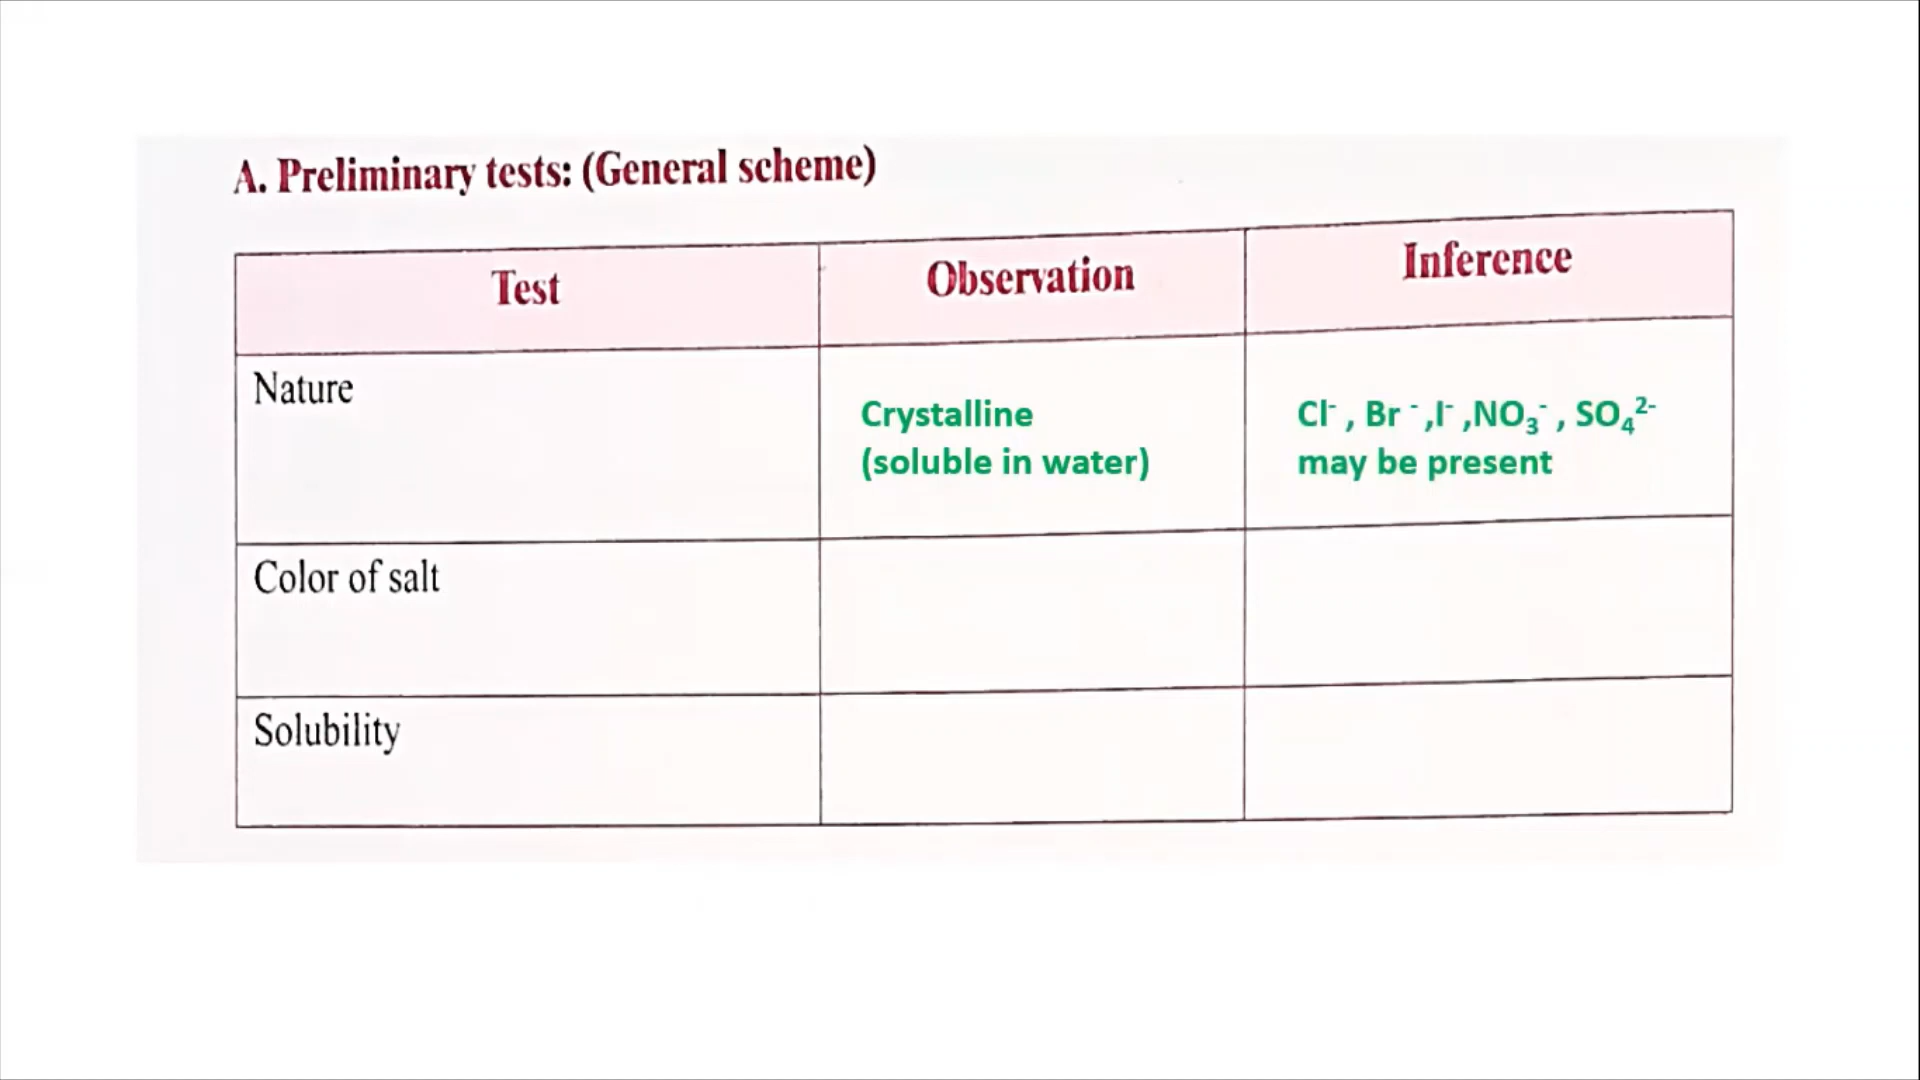 A. Preliminary tests: (General scheme)
Test Observation Inference
Nature
Crystalline
(soluble in water)
Cl⁻ , Br ⁻ ,I⁻ ,NO₃⁻ , SO₄²⁻
may be present
Color of salt
Solubility